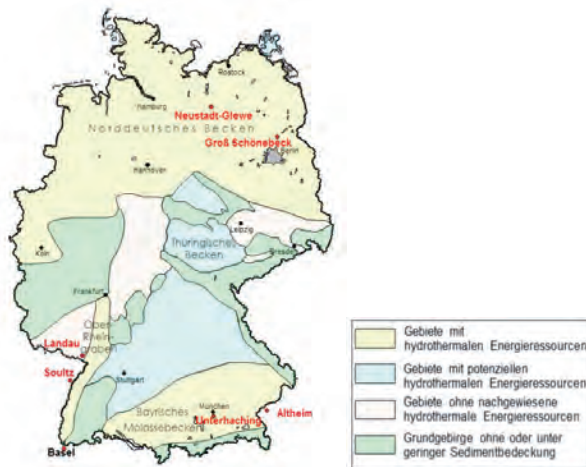 Rostock
Hamburg
Neustadt-Glewe
Norddeutsches Becken
Groß Schönebeck
Berlin
Hannover
Leipzig
Köln
Thüringisches
Becken
Dresden
Frankfurt
Ober-
Rhein-
graben
Landau
Soultz
Stuttgart
München
Bayrisches
Molassebecken
Unterhaching
Altheim
Basel
Gebiete mit
hydrothermalen Energieressourcen
Gebiete mit potenziellen
hydrothermalen Energieressourcen
Gebiete ohne nachgewiesene
hydrothermale Energieressourcen
Grundgebirge ohne oder unter
geringer Sedimentbedeckung